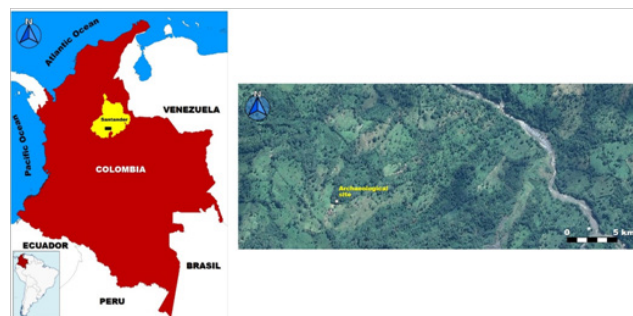 N
Atlantic Ocean
Pacific Ocean
VENEZUELA
Santander
COLOMBIA
ECUADOR
BRASIL
PERU
N
Archaeological
site
0 5 km